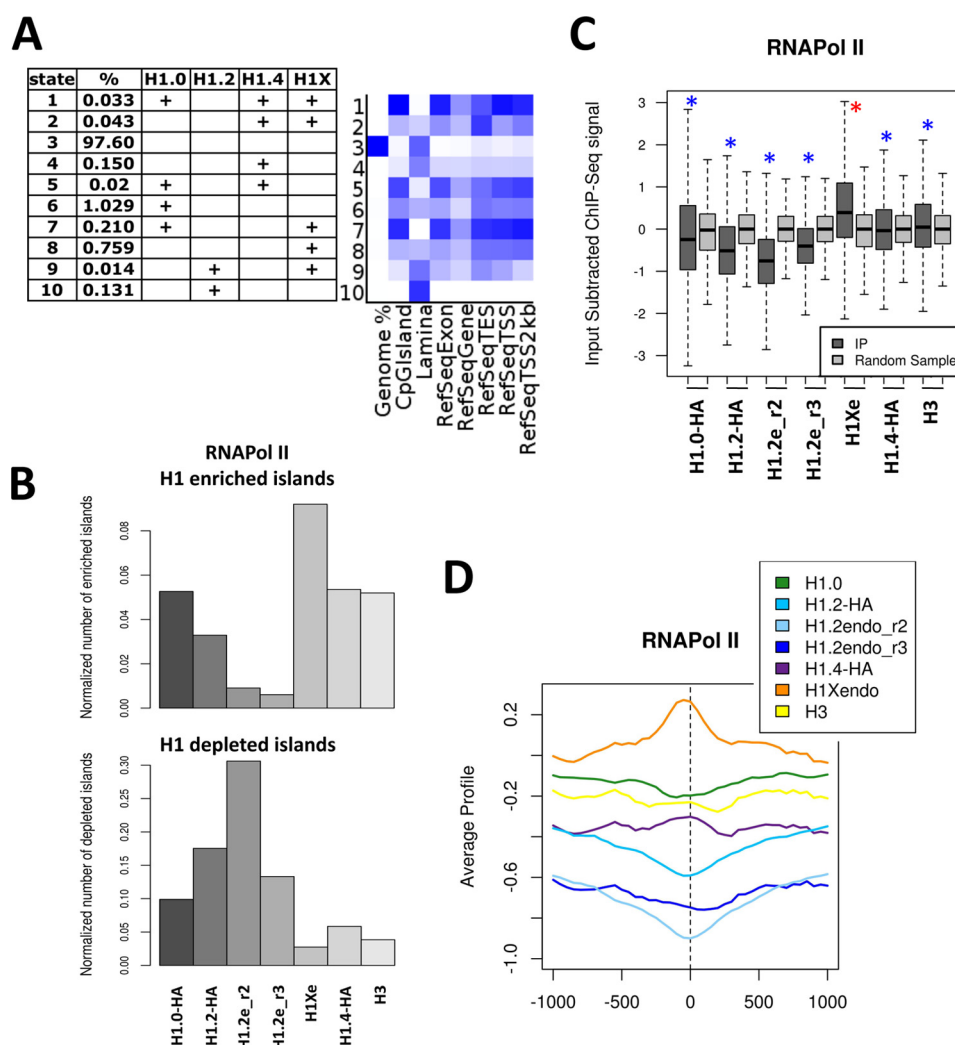 A
state % H1.0 H1.2 H1.4 H1X
1 0.033 + + +
2 0.043 + +
3 97.60
4 0.150 +
5 0.02 + +
6 1.029 +
7 0.210 + +
8 0.759 +
9 0.014 + +
10 0.131 +
1
2
3
4
5
6
7
8
9
10
Genome %
CpGIsland
Lamina
RefSeqExon
RefSeqGene
RefSeqTES
RefSeqTSS
RefSeqTSS2kb
C
RNAPol II
Input Subtracted ChIP-Seq signal
3
2
1
0
-1
-2
-3
* * * * * * *
IP
Random Sample
H1.0-HA
H1.2-HA
H1.2e_r2
H1.2e_r3
H1Xe
H1.4-HA
H3
B
RNAPol II
H1 enriched islands
Normalized number of enriched islands
0.08
0.06
0.04
0.02
0.00
H1 depleted islands
Normalized number of depleted islands
0.30
0.25
0.20
0.15
0.10
0.05
0.00
H1.0-HA
H1.2-HA
H1.2e_r2
H1.2e_r3
H1Xe
H1.4-HA
H3
D
RNAPol II
H1.0
H1.2-HA
H1.2endo_r2
H1.2endo_r3
H1.4-HA
H1Xendo
H3
Average Profile
0.2
-0.2
-0.6
-1.0
-1000 -500 0 500 1000